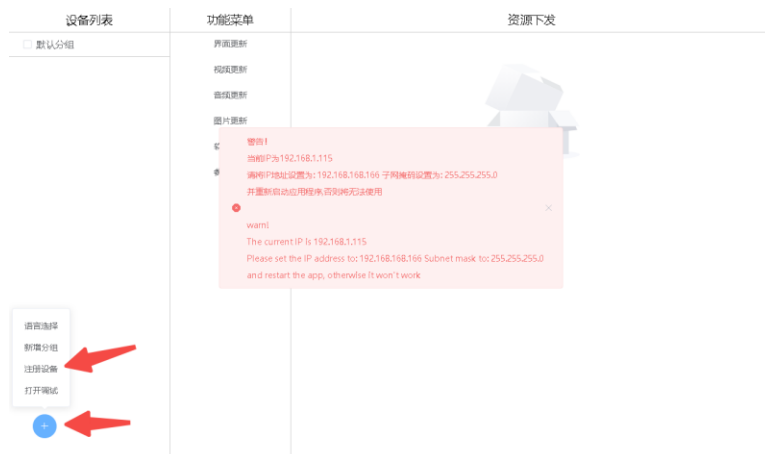 设备列表
功能菜单
资源下发
默认分组
界面更新
视频更新
音频更新
图片更新
警告!
当前IP为192.168.1.115
请将IP地址设置为: 192.168.168.166 子网掩码设置为: 255.255.255.0
并重新启动应用程序,否则将无法使用
warn!
The current IP is 192.168.1.115
Please set the IP address to: 192.168.168.166 Subnet mask to: 255.255.255.0
and restart the app, otherwise it won't work
语言选择
新增分组
注册设备
打开调试